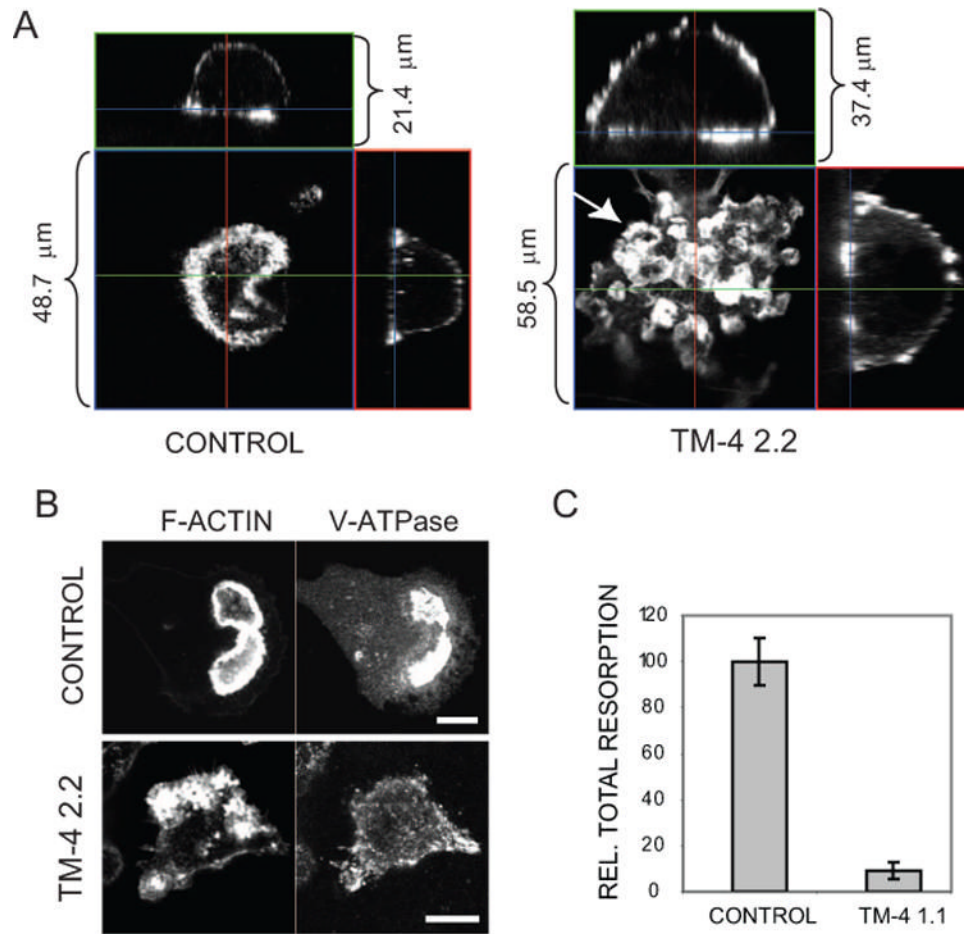 A
21.4 μm
48.7 μm
CONTROL
37.4 μm
58.5 μm
TM-4 2.2
B
F-ACTIN
V-ATPase
CONTROL
TM-4 2.2
C
REL. TOTAL RESORPTION
120
100
80
60
40
20
0
CONTROL
TM-4 1.1